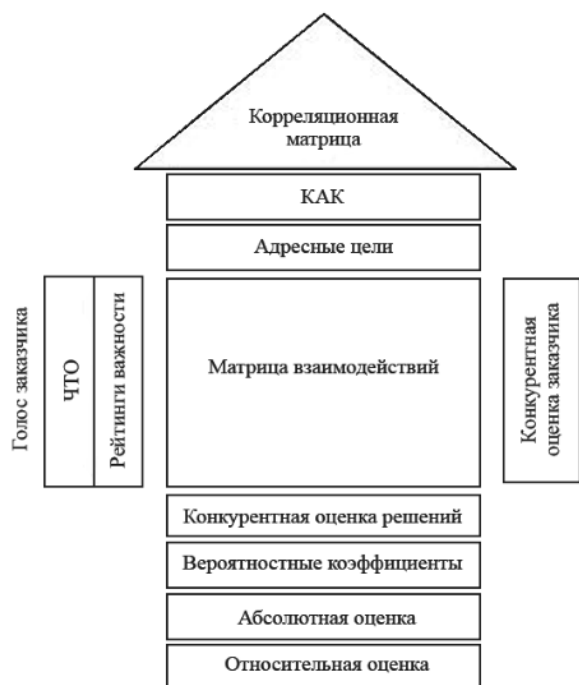 Корреляционная
матрица
КАК
Адресные цели
Голос заказчика
ЧТО
Рейтинги важности
Матрица взаимодействий
Конкурентная
оценка заказчика
Конкурентная оценка решений
Вероятностные коэффициенты
Абсолютная оценка
Относительная оценка